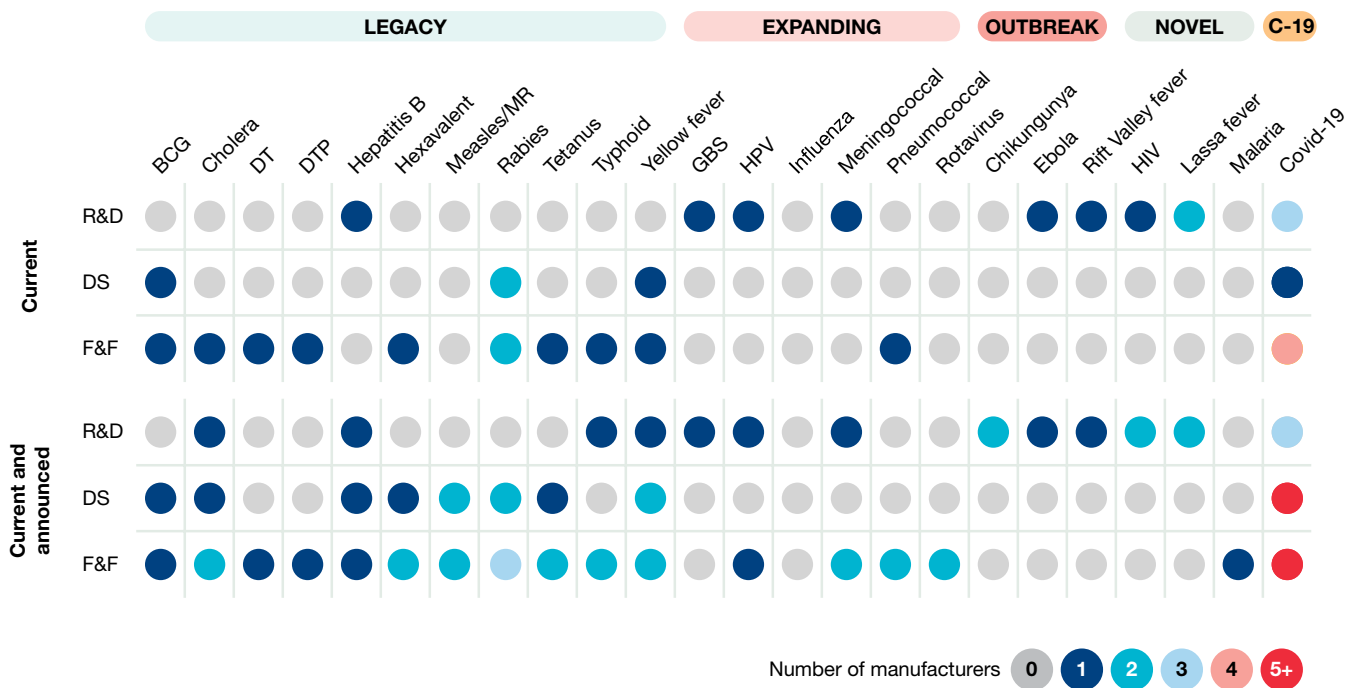 LEGACY EXPANDING OUTBREAK NOVEL C-19
BCG Cholera DT DTP Hepatitis B Hexavalent Measles/MR Rabies Tetanus Typhoid Yellow fever GBS HPV Influenza Meningococcal Pneumococcal Rotavirus Chikungunya Ebola Rift Valley fever HIV Lassa fever Malaria Covid-19
Current
R&D
DS
F&F
Current and
announced
R&D
DS
F&F
Number of manufacturers 0 1 2 3 4 5+